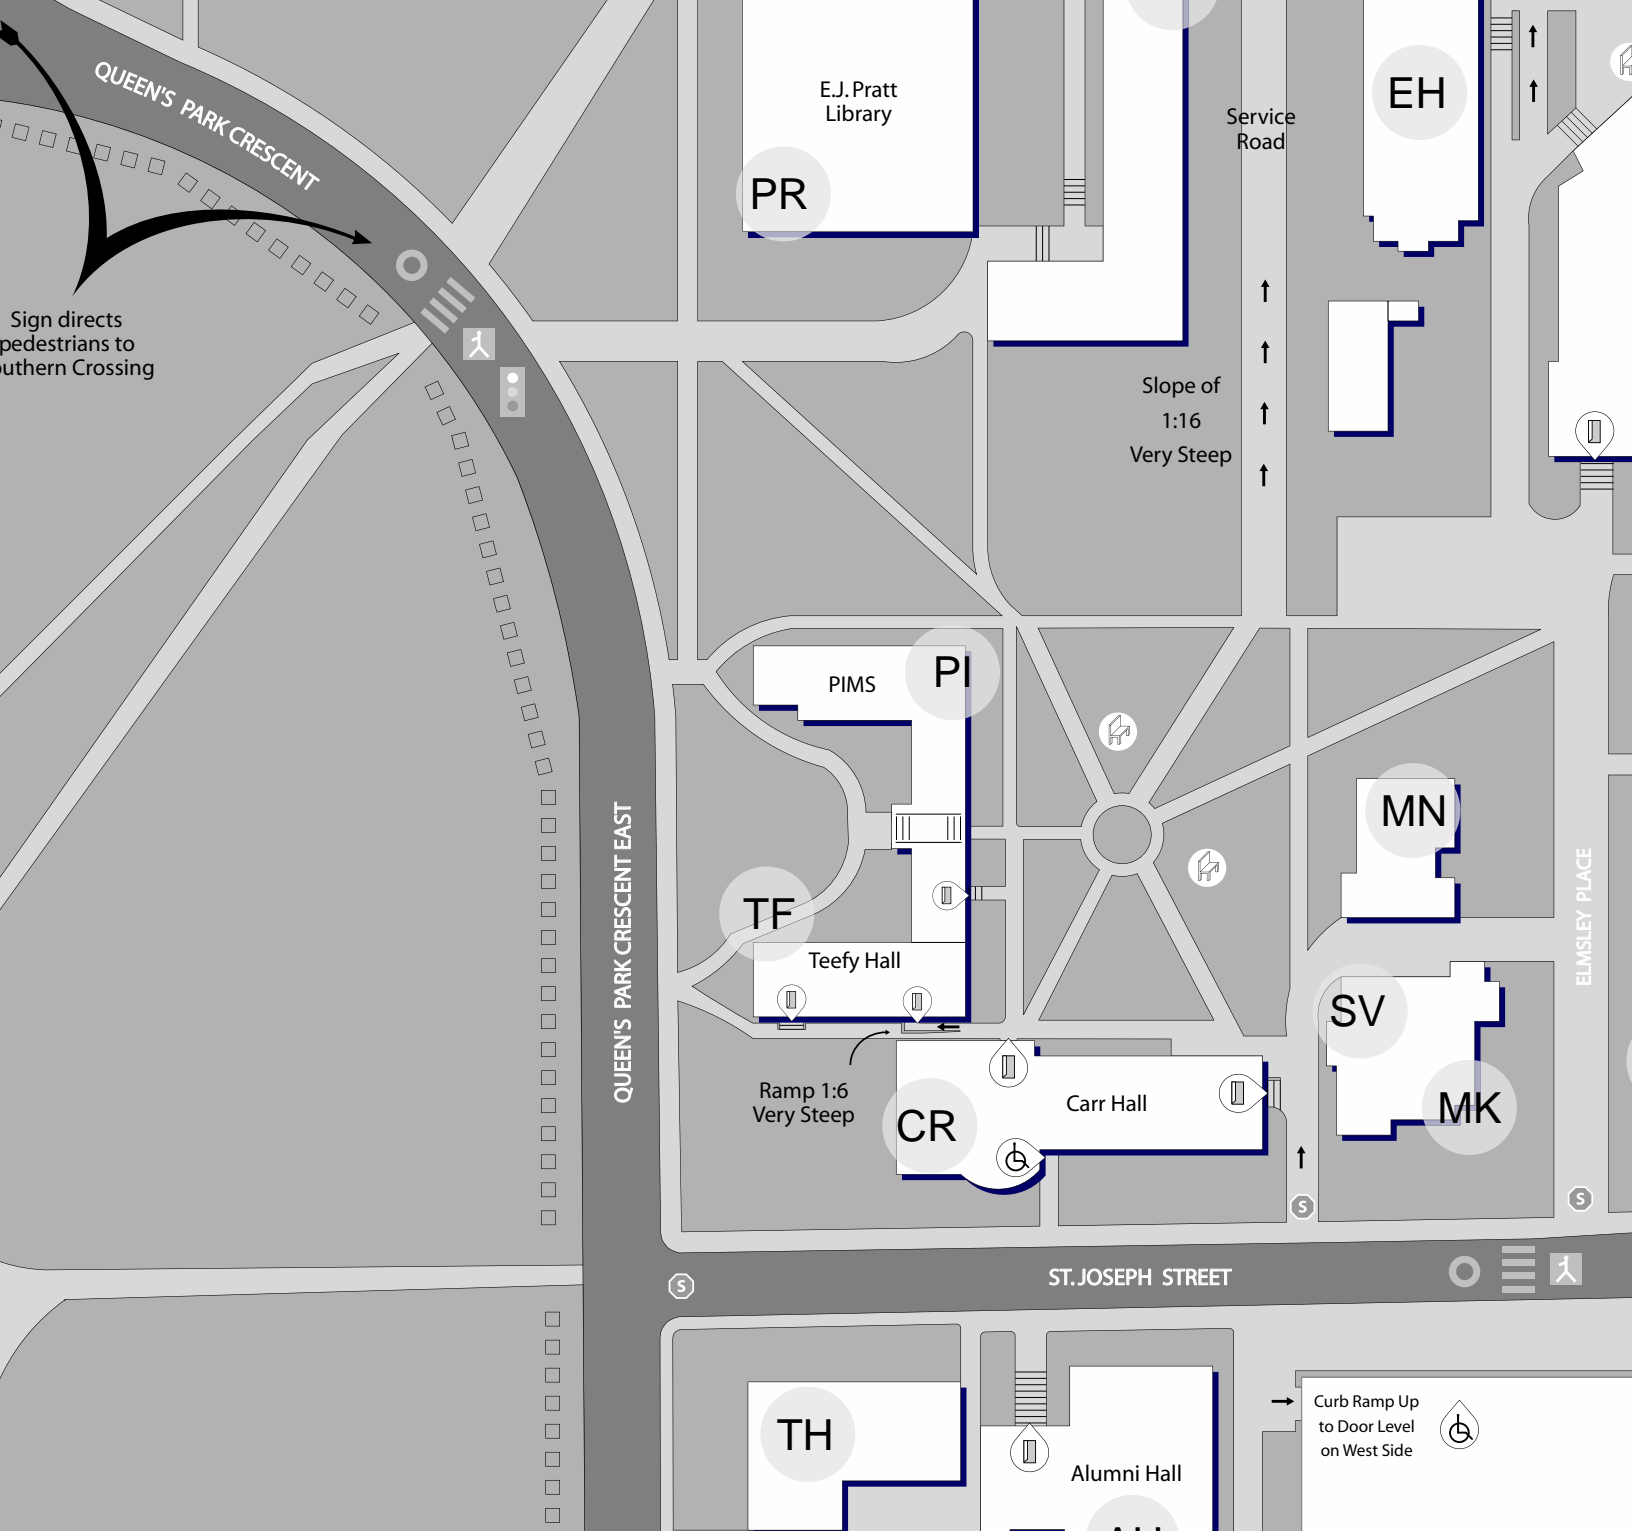 QUEEN'S PARK CRESCENT
E.J. Pratt
Library
PR
Service
Road
EH
Sign directs
pedestrians to
outhern Crossing
Slope of
1:16
Very Steep
PI
PIMS
MN
TF
Teefy Hall
QUEEN'S PARK CRESCENT EAST
ELMSLEY PLACE
SV
Ramp 1:6
Very Steep
CR
Carr Hall
MK
S
S
S
ST. JOSEPH STREET
TH
Alumni Hall
Curb Ramp Up
to Door Level
on West Side